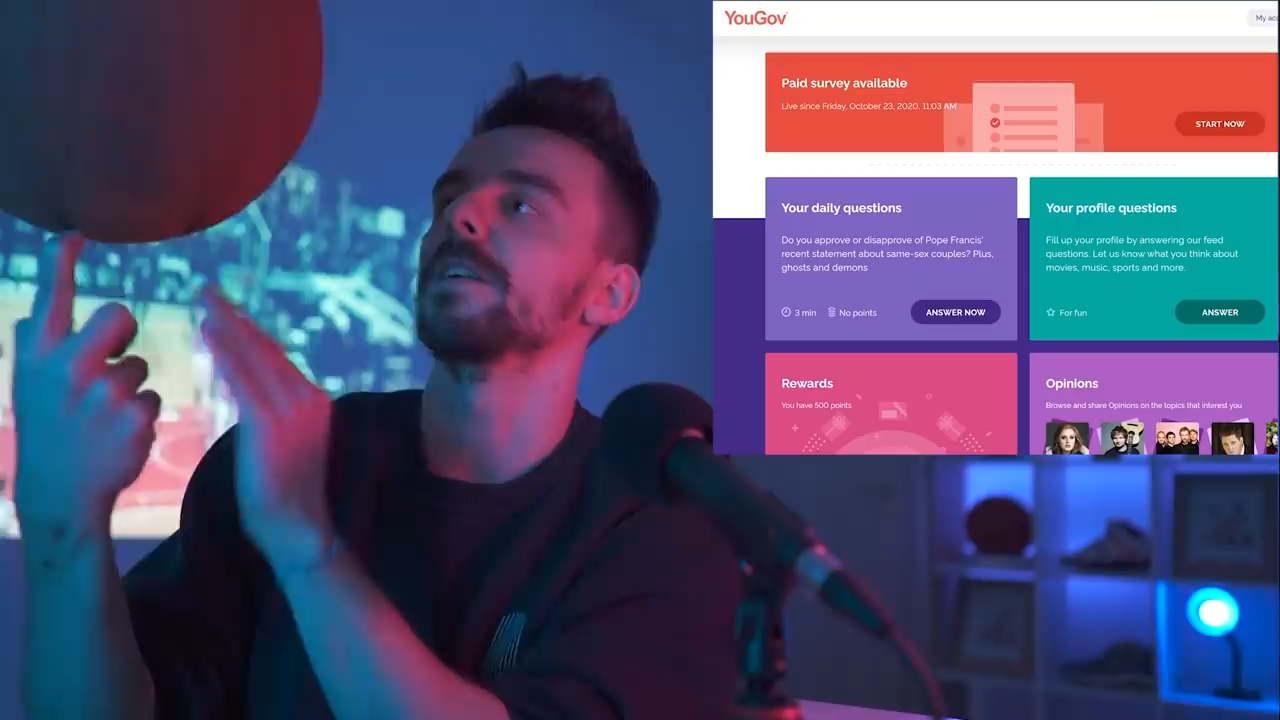 YouGov
My acc
Paid survey available
Live since Friday, October 23, 2020, 11:03 AM
START NOW
Your daily questions
Do you approve or disapprove of Pope Francis'
recent statement about same-sex couples? Plus,
ghosts and demons
3 min
No points
ANSWER NOW
Your profile questions
Fill up your profile by answering our feed
questions. Let us know what you think about
movies, music, sports and more.
For fun
ANSWER
Rewards
You have 500 points
Opinions
Browse and share Opinions on the topics that interest you